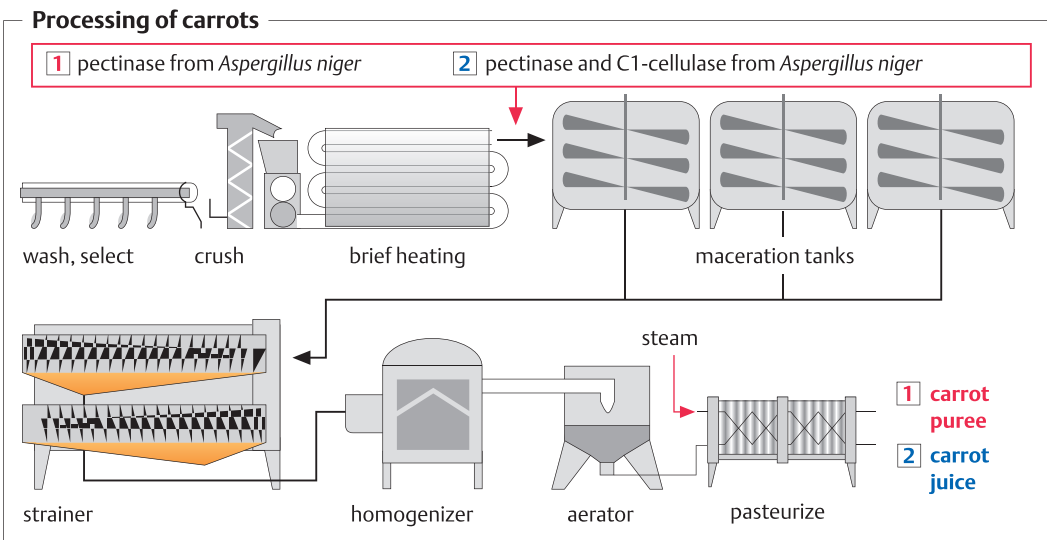 Processing of carrots
1 pectinase from Aspergillus niger
2 pectinase and C1-cellulase from Aspergillus niger
wash, select
crush
brief heating
maceration tanks
steam
1 carrot
puree
2 carrot
juice
strainer
homogenizer
aerator
pasteurize